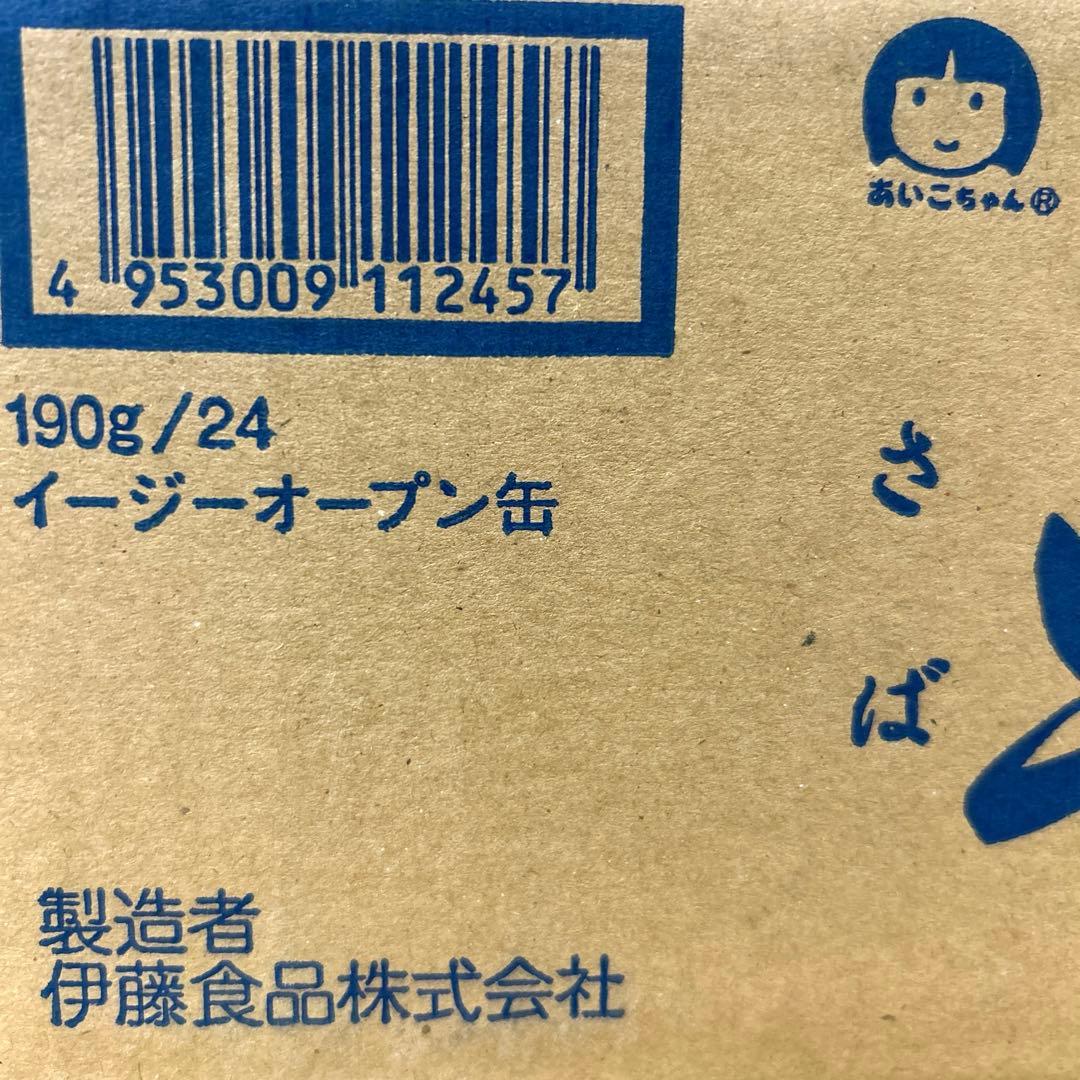 4 953009 112457
あいこちゃん®
190g/24
イージーオープン缶
さば
製造者
伊藤食品株式会社